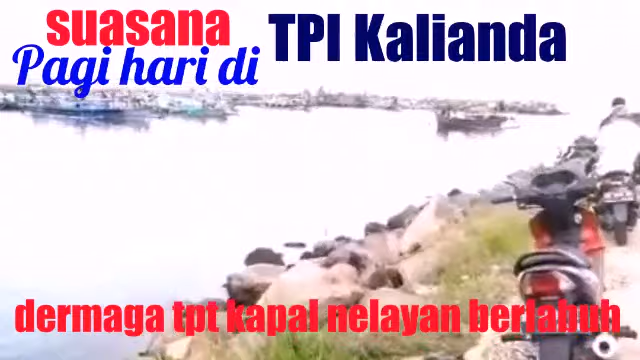 suasana
Pagi hari di TPI Kalianda
dermaga tpt kapal nelayan berlabuh